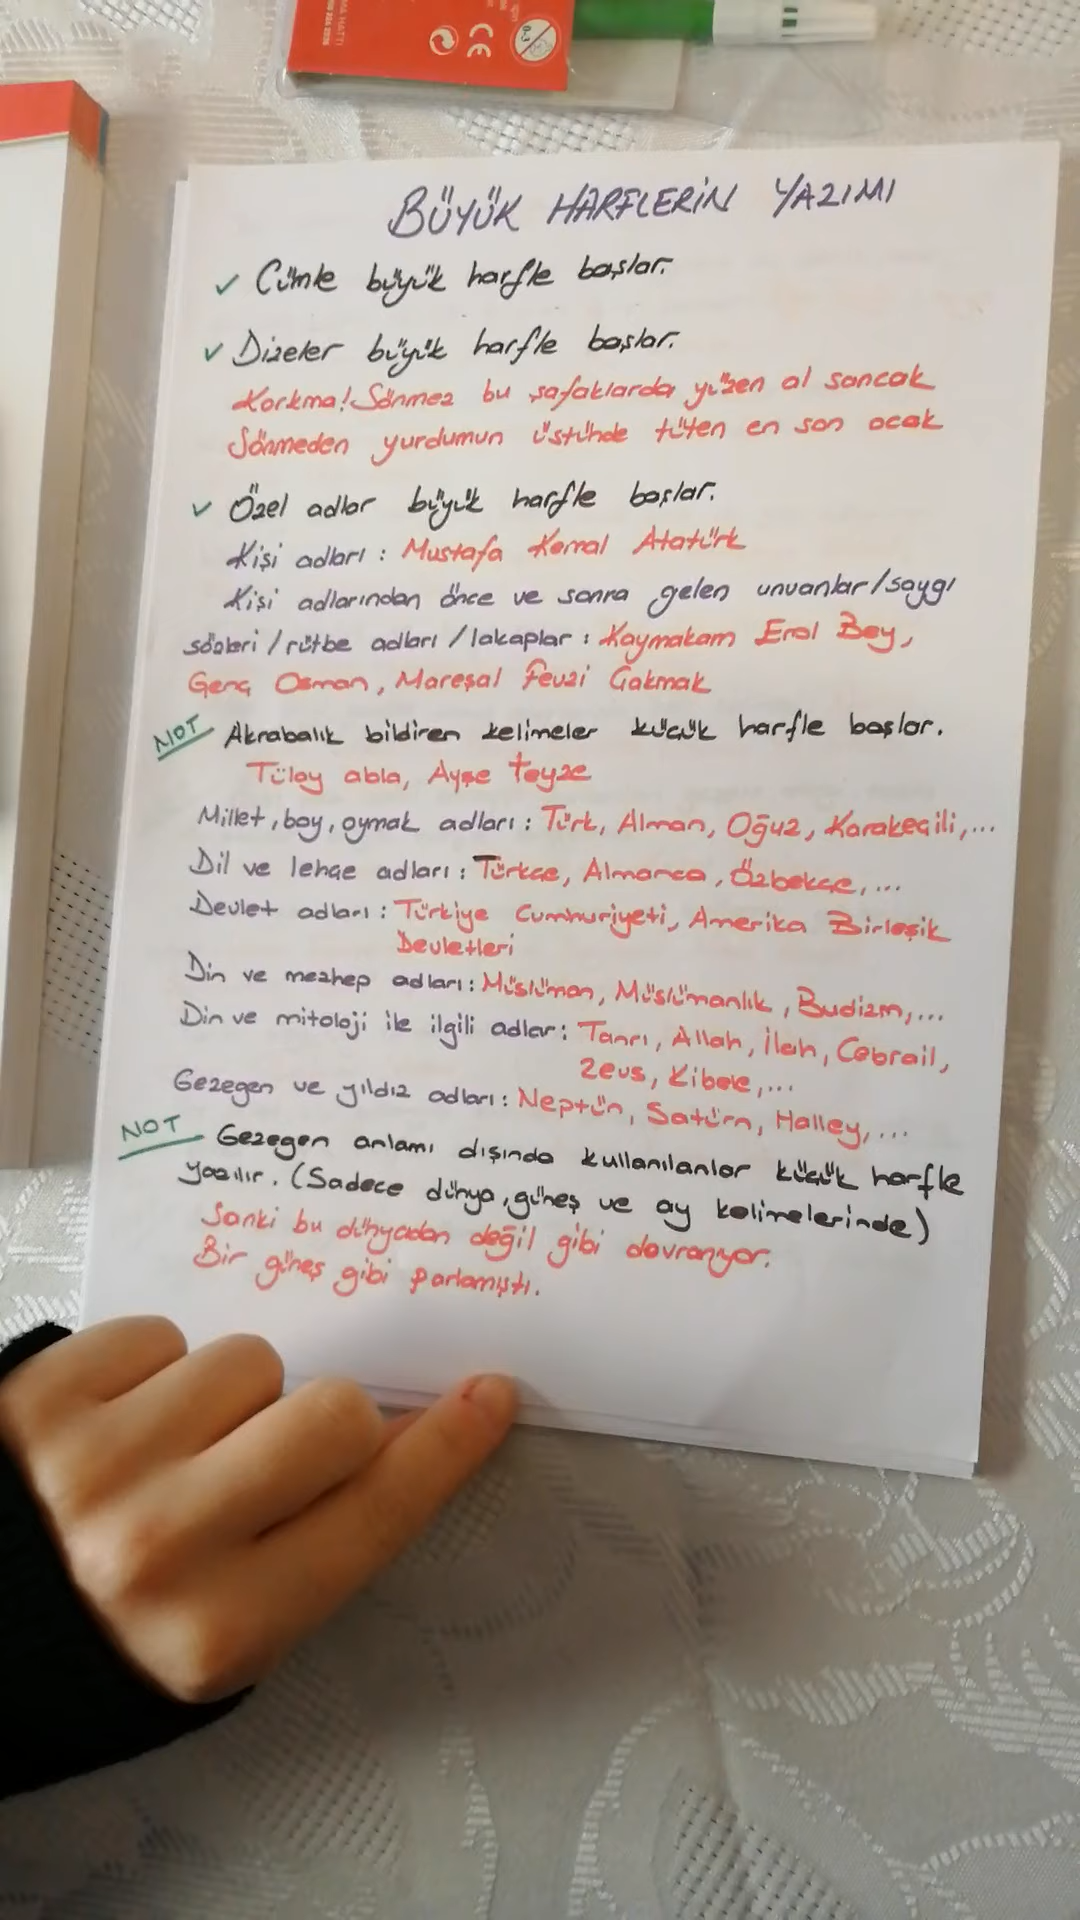 0-3
CE
BÜYÜK HARFLERİN YAZIMI
✓ Cümle büyük harfle başlar.
✓ Dizeler büyük harfle başlar.
Korkma! Sönmez bu şafaklarda yüzen al sancak
Sönmeden yurdumun üstünde tüten en son ocak
✓ Özel adlar büyük harfle başlar.
Kişi adları : Mustafa Kemal Atatürk
Kişi adlarından önce ve sonra gelen unvanlar/saygı
sözleri/rütbe adları/lakaplar : Kaymakam Erol Bey,
Genç Osman, Mareşal Fevzi Çakmak
NOT Akrabalık bildiren kelimeler küçük harfle başlar.
Tülay abla, Ayşe teyze
Millet, boy, oymak adları : Türk, Alman, Oğuz, Karakeçili,...
Dil ve lehçe adları : Türkçe, Almanca, Özbekçe,...
Devlet adları : Türkiye Cumhuriyeti, Amerika Birleşik
Devletleri
Din ve mezhep adları : Müslüman, Müslümanlık, Budizm,...
Din ve mitoloji ile ilgili adlar : Tanrı, Allah, İlah, Cebrail,
Zeus, Kibele,...
Gezegen ve yıldız adları : Neptün, Satürn, Halley,...
NOT Gezegen anlamı dışında kullanılanlar küçük harfle
yazılır. (Sadece dünya, güneş ve ay kelimelerinde)
Sanki bu dünyadan değil gibi davranıyor.
Bir güneş gibi parlamıştı.